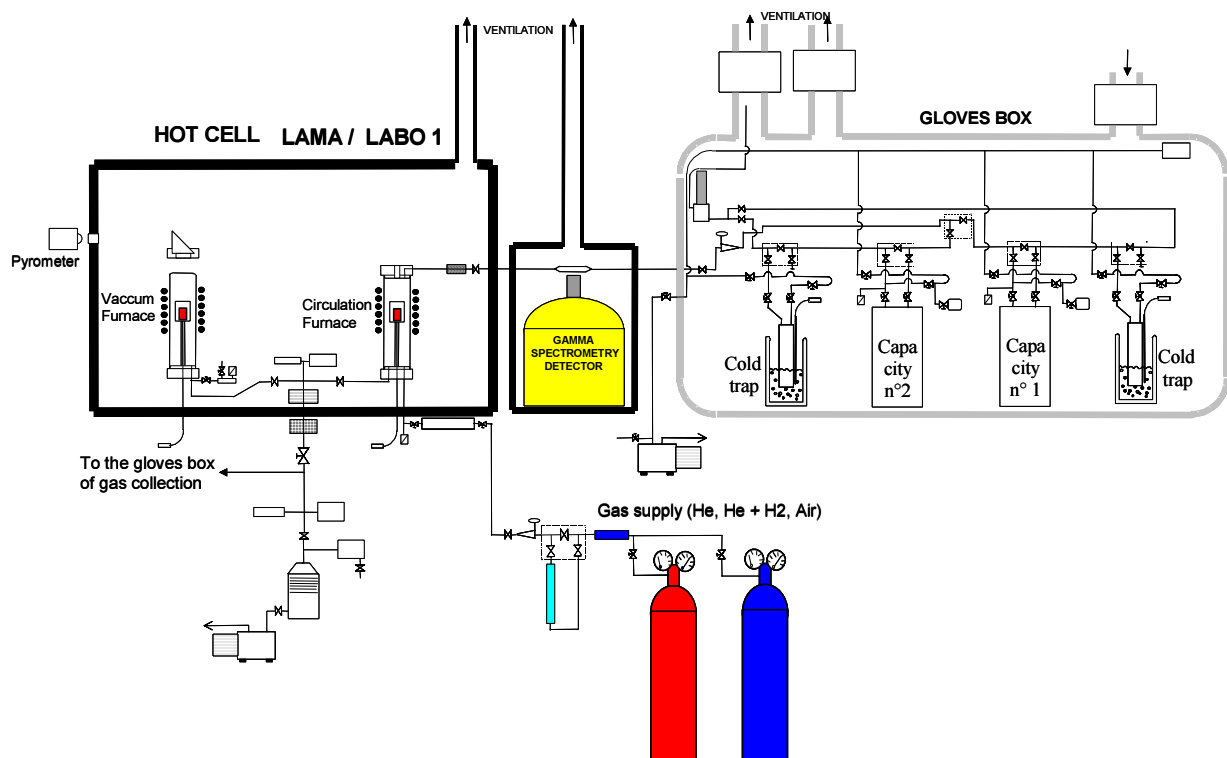 VENTILATION
VENTILATION
HOT CELL LAMA / LABO 1
GLOVES BOX
Pyrometer
Vaccum
Furnace
Circulation
Furnace
GAMMA
SPECTROMETRY
DETECTOR
Cold
trap
Capa
city
n°2
Capa
city
n° 1
Cold
trap
To the gloves box
of gas collection
Gas supply (He, He + H2, Air)